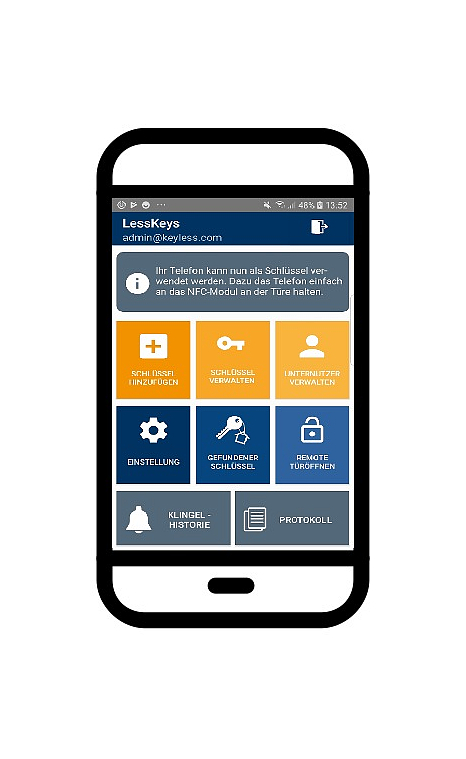 48% 13:52
LessKeys
admin@keyless.com
Ihr Telefon kann nun als Schlüssel ver-
wendet werden. Dazu das Telefon einfach
an das NFC-Modul an der Türe halten.
SCHLÜSSEL
HINZUFÜGEN
SCHLÜSSEL
VERWALTEN
UNTERNUTZER
VERWALTEN
EINSTELLUNG
GEFUNDENER
SCHLÜSSEL
REMOTE
TÜRÖFFNEN
KLINGEL -
HISTORIE
PROTOKOLL